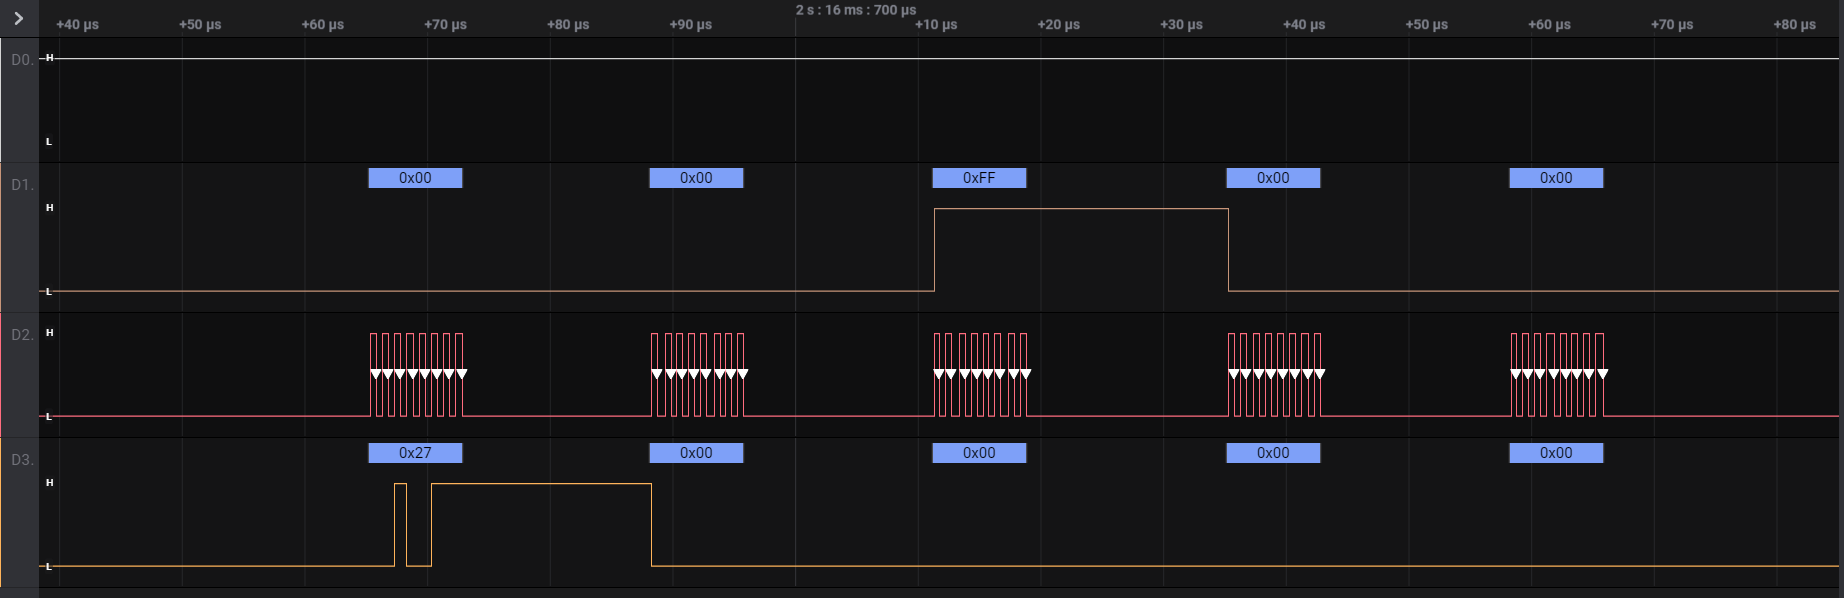 2 s : 16 ms : 700 µs
+40 µs +50 µs +60 µs +70 µs +80 µs +90 µs +10 µs +20 µs +30 µs +40 µs +50 µs +60 µs +70 µs +80 µs
D0. H
L
0x00 0x00 0xFF 0x00 0x00
D1.
H
L
D2. H
L
0x27 0x00 0x00 0x00 0x00
D3.
H
L